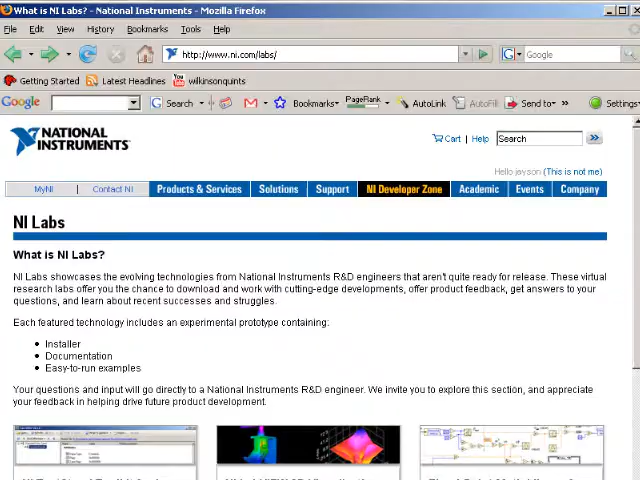 What is NI Labs? - National Instruments - Mozilla Firefox
File Edit View History Bookmarks Tools Help
http://www.ni.com/labs/ Google
Getting Started Latest Headlines wilkinsonquints
Google Search Bookmarks PageRank AutoLink AutoFill Send to Settings
NATIONAL INSTRUMENTS
Cart | Help Search
Hello jeyson (This is not me)
MyNI | Contact NI Products & Services Solutions Support NI Developer Zone Academic Events Company
NI Labs
What is NI Labs?
NI Labs showcases the evolving technologies from National Instruments R&D engineers that aren't quite ready for release. These virtual
research labs offer you the chance to download and work with cutting-edge developments, offer product feedback, get answers to your
questions, and learn about recent successes and struggles.
Each featured technology includes an experimental prototype containing:
Installer
Documentation
Easy-to-run examples
Your questions and input will go directly to a National Instruments R&D engineer. We invite you to explore this section, and appreciate
your feedback in helping drive future product development.